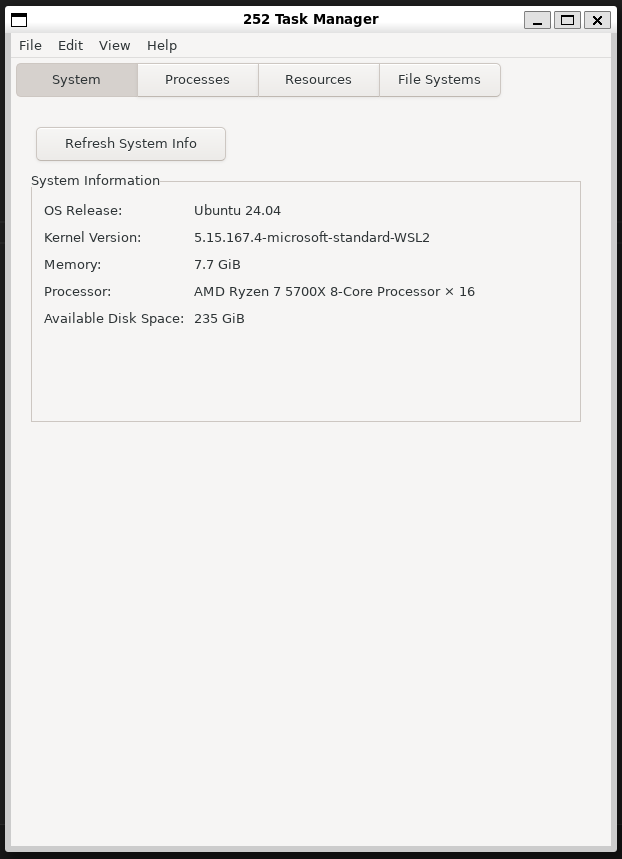 252 Task Manager
File Edit View Help
System Processes Resources File Systems
Refresh System Info
System Information
OS Release: Ubuntu 24.04
Kernel Version: 5.15.167.4-microsoft-standard-WSL2
Memory: 7.7 GiB
Processor: AMD Ryzen 7 5700X 8-Core Processor × 16
Available Disk Space: 235 GiB